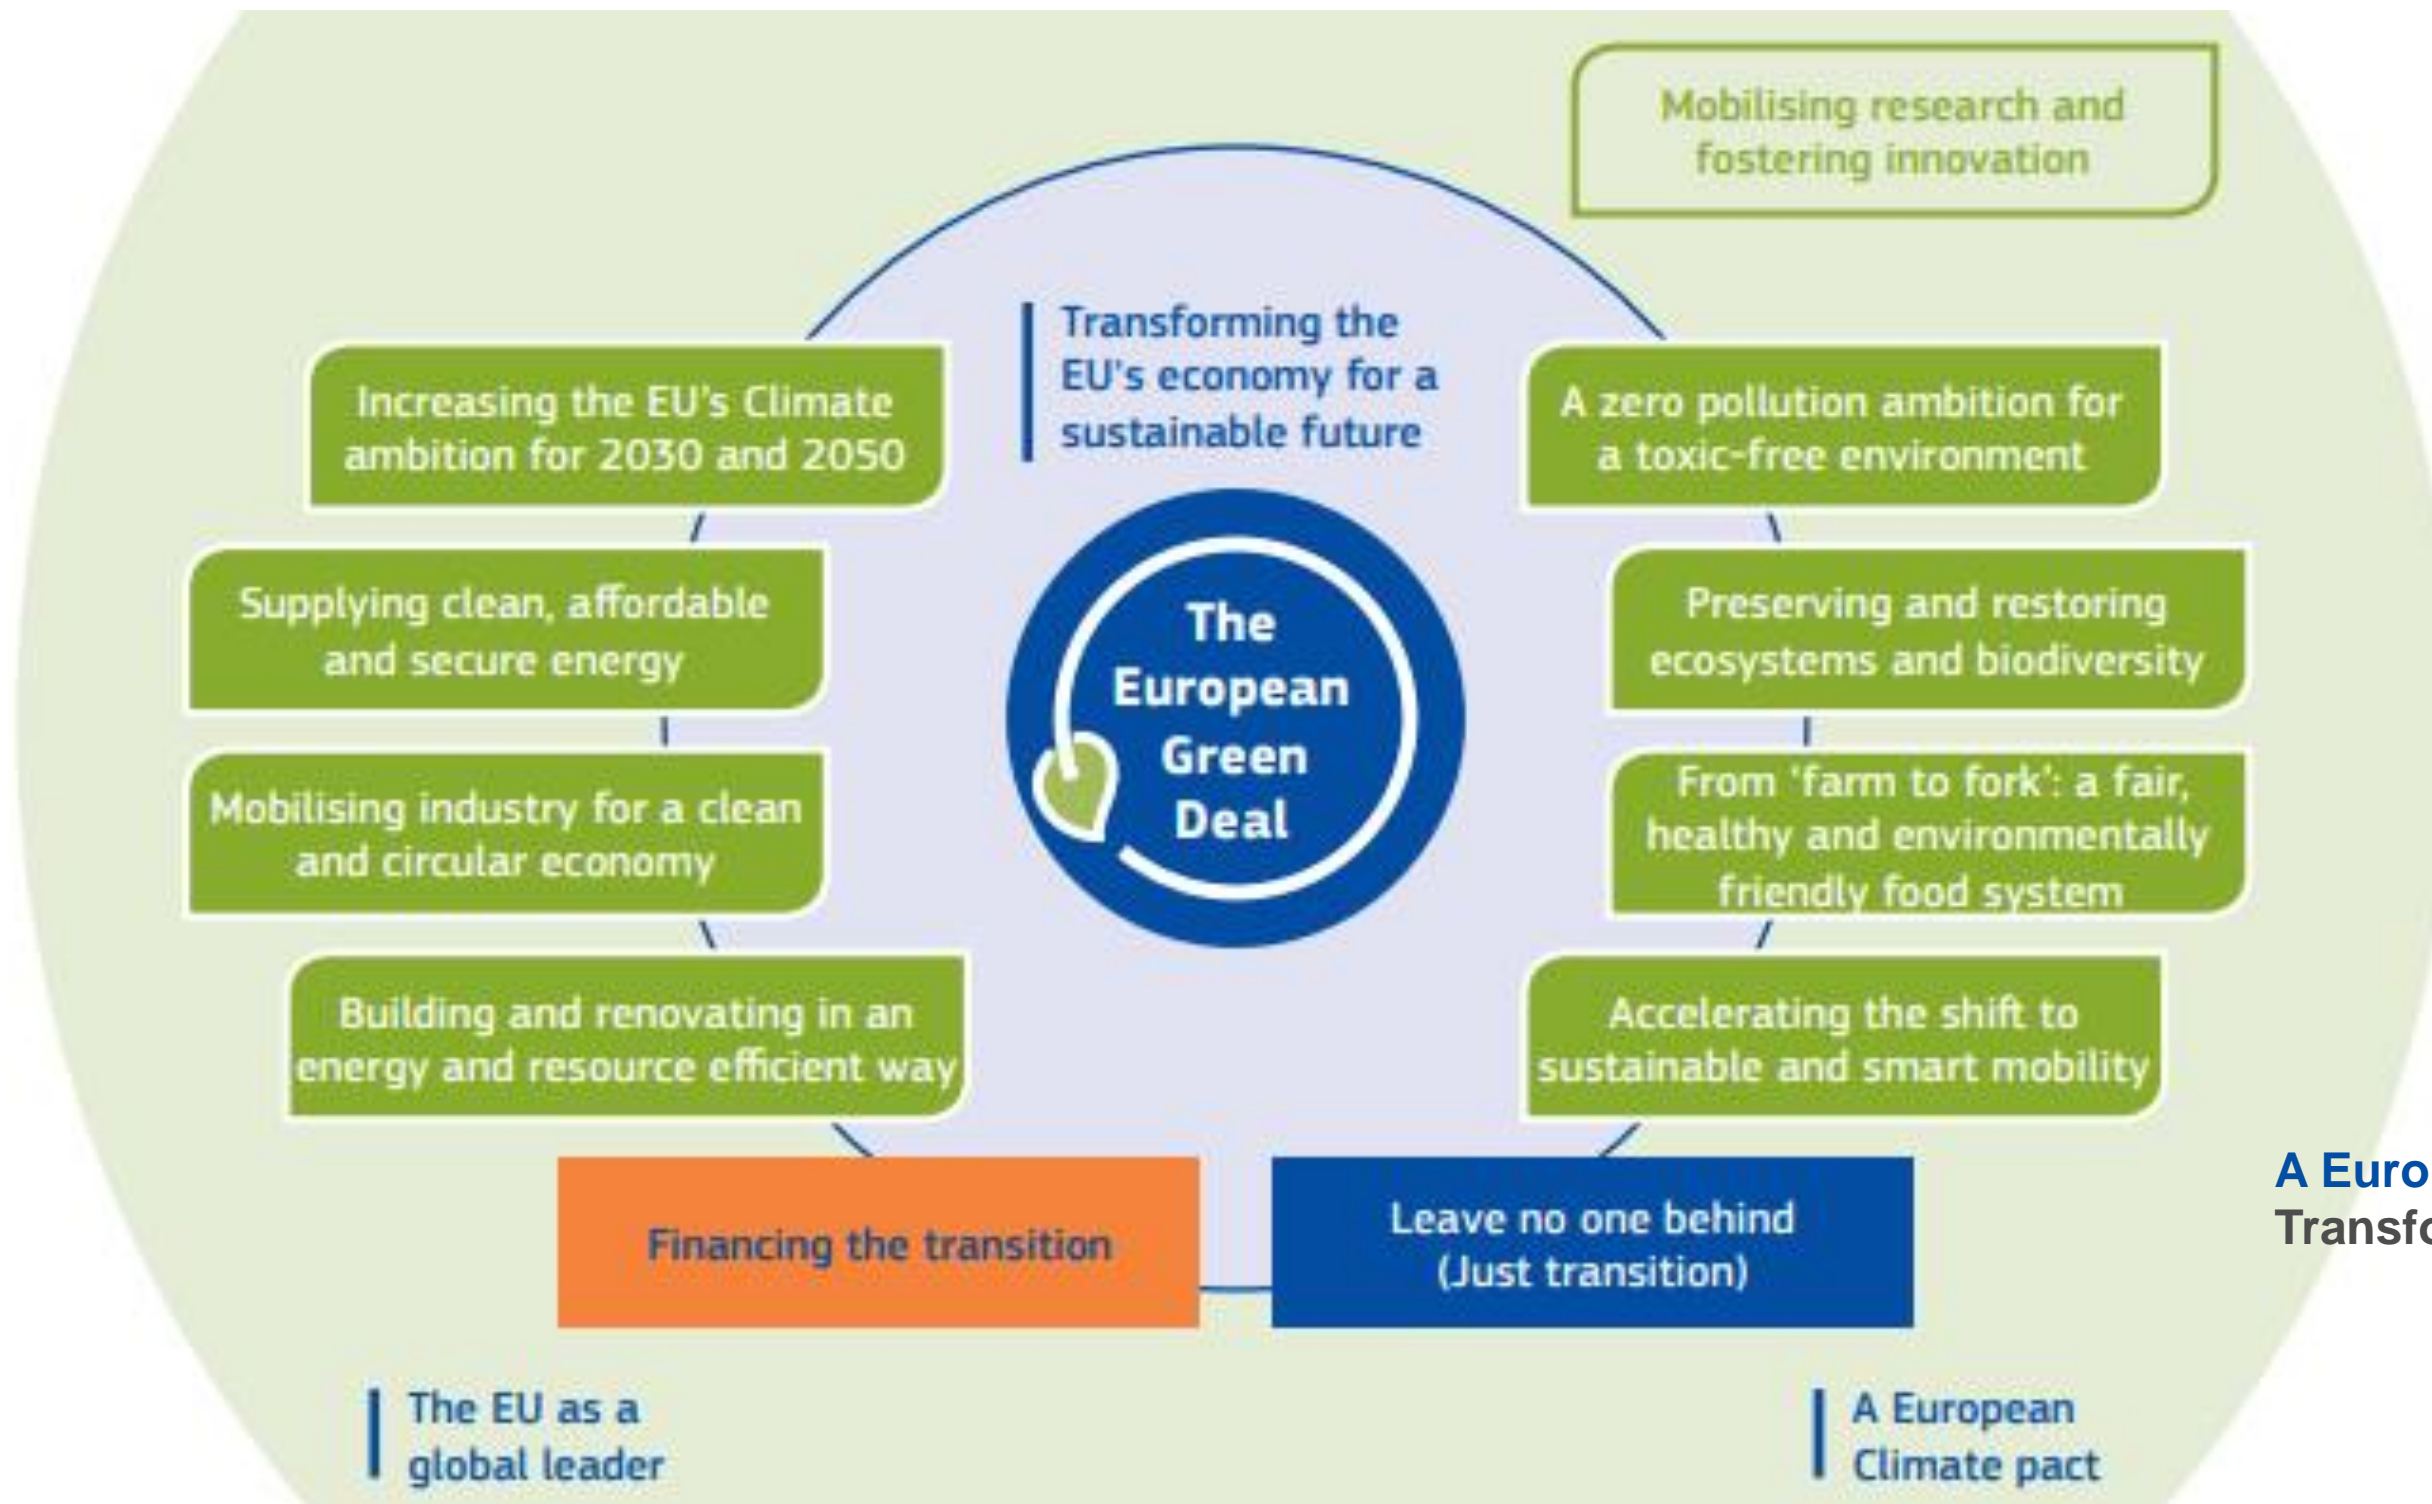 Mobilising research and
fostering innovation
Transforming the
EU's economy for a
sustainable future
Increasing the EU's Climate
ambition for 2030 and 2050
A zero pollution ambition for
a toxic-free environment
Supplying clean, affordable
and secure energy
Preserving and restoring
ecosystems and biodiversity
The
European
Green
Deal
Mobilising industry for a clean
and circular economy
From ‘farm to fork’: a fair,
healthy and environmentally
friendly food system
Building and renovating in an
energy and resource efficient way
Accelerating the shift to
sustainable and smart mobility
Financing the transition
Leave no one behind
(Just transition)
A Euro
Transfo
The EU as a
global leader
A European
Climate pact